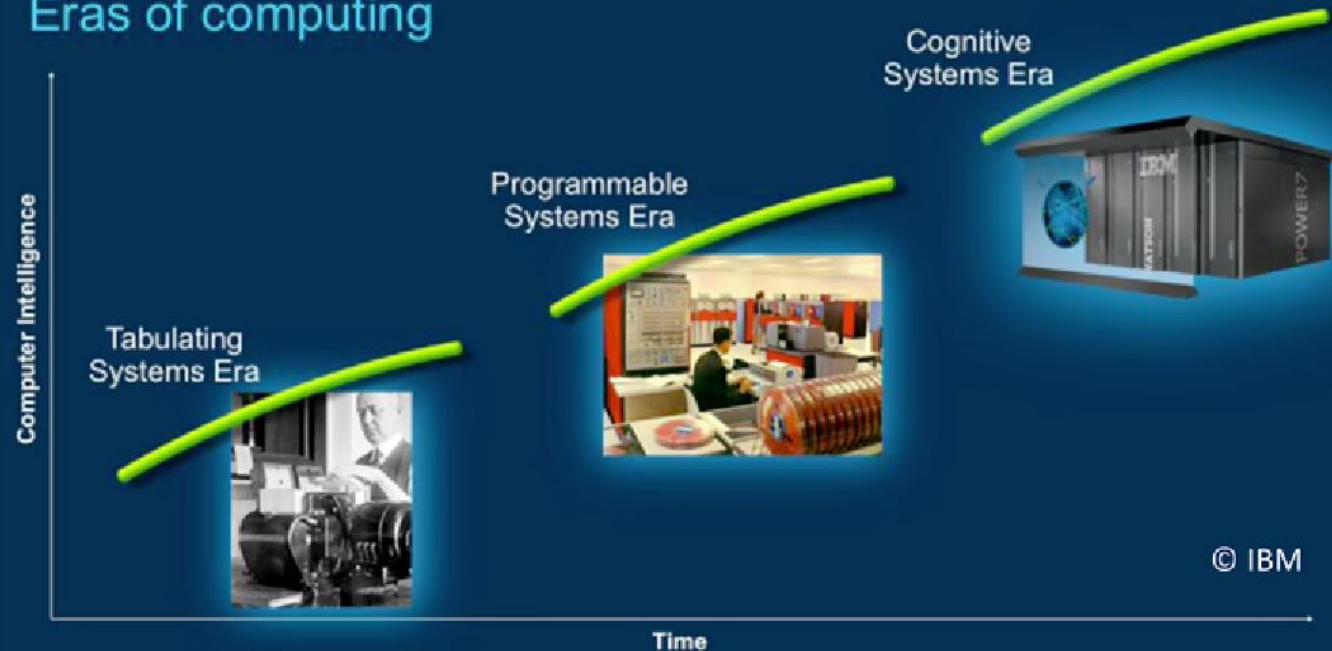 Eras of computing
Cognitive
Systems Era
Programmable
Systems Era
Tabulating
Systems Era
Computer Intelligence
IBM
WATSON
POWER7
© IBM
Time